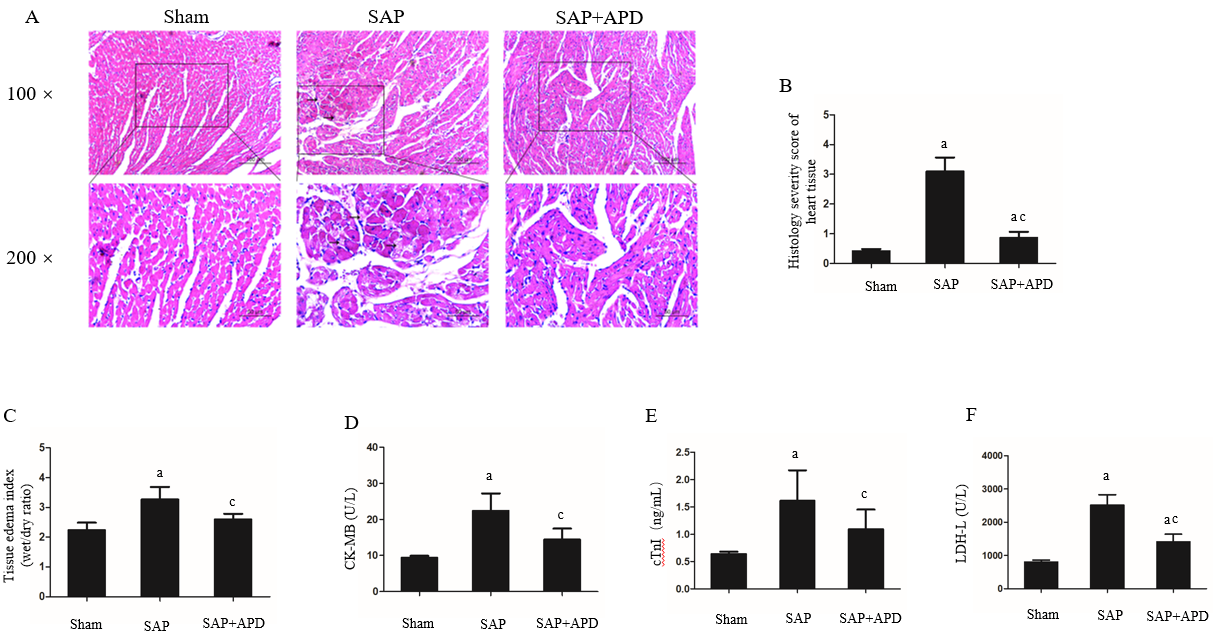 A
Sham
SAP
SAP+APD
100 ×
200 ×
B
Histology severity score of
heart tissue
5
4
3
2
1
0
a
a c
Sham
SAP
SAP+APD
C
Tissue edema index
(wet/dry ratio)
5
4
3
2
1
0
a
c
Sham
SAP
SAP+APD
D
CK-MB (U/L)
40
30
20
10
0
a
c
Sham
SAP
SAP+APD
E
cTnI (ng/mL)
2.5
2.0
1.5
1.0
0.5
0.0
a
c
Sham
SAP
SAP+APD
F
LDH-L (U/L)
4000
3000
2000
1000
0
a
a c
Sham
SAP
SAP+APD